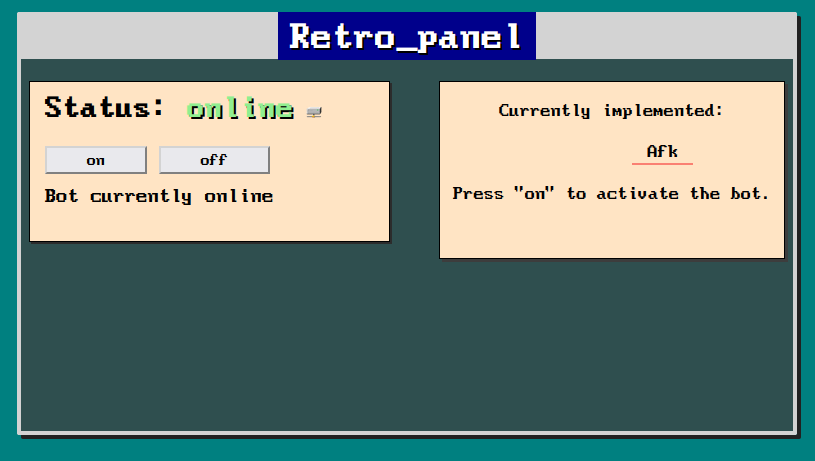 Retro_panel
Status: online
on off
Bot currently online
Currently implemented:
Afk
Press "on" to activate the bot.